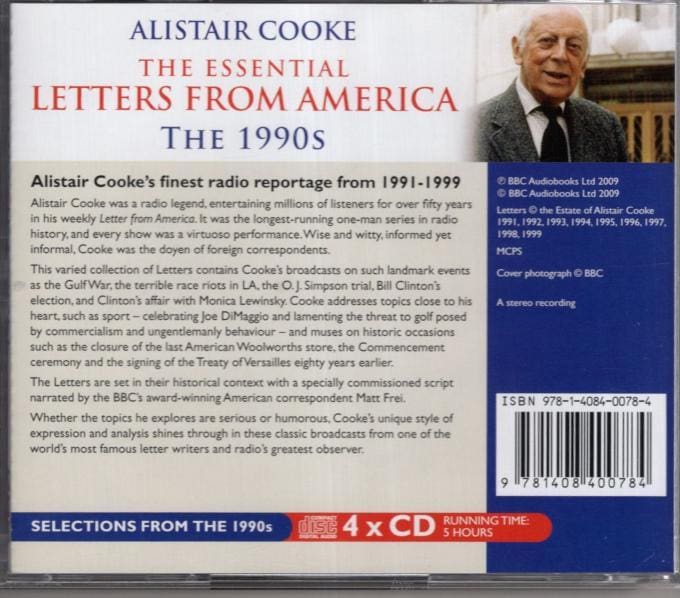 ALISTAIR COOKE
THE ESSENTIAL
LETTERS FROM AMERICA
THE 1990s
Alistair Cooke's finest radio reportage from 1991-1999
Alistair Cooke was a radio legend, entertaining millions of listeners for over fifty years
in his weekly Letter from America. It was the longest-running one-man series in radio
history, and every show was a virtuoso performance. Wise and witty, informed yet
informal, Cooke was the doyen of foreign correspondents.
This varied collection of Letters contains Cooke's broadcasts on such landmark events
as the Gulf War, the terrible race riots in LA, the O. J. Simpson trial, Bill Clinton's
election, and Clinton's affair with Monica Lewinsky. Cooke addresses topics close to his
heart, such as sport – celebrating Joe DiMaggio and lamenting the threat to golf posed
by commercialism and ungentlemanly behaviour – and muses on historic occasions
such as the closure of the last American Woolworths store, the Commencement
ceremony and the signing of the Treaty of Versailles eighty years earlier.
The Letters are set in their historical context with a specially commissioned script
narrated by the BBC's award-winning American correspondent Matt Frei.
Whether the topics he explores are serious or humorous, Cooke's unique style of
expression and analysis shines through in these classic broadcasts from one of the
world's most famous letter writers and radio's greatest observer.
℗ BBC Audiobooks Ltd 2009
© BBC Audiobooks Ltd 2009
Letters © the Estate of Alistair Cooke
1991, 1992, 1993, 1994, 1995, 1996, 1997,
1998, 1999
MCPS
Cover photograph © BBC
A stereo recording
ISBN 978-1-4084-0078-4
9 781408 400784
SELECTIONS FROM THE 1990s
COMPACT
disc
DIGITAL AUDIO
4 x CD
RUNNING TIME:
5 HOURS